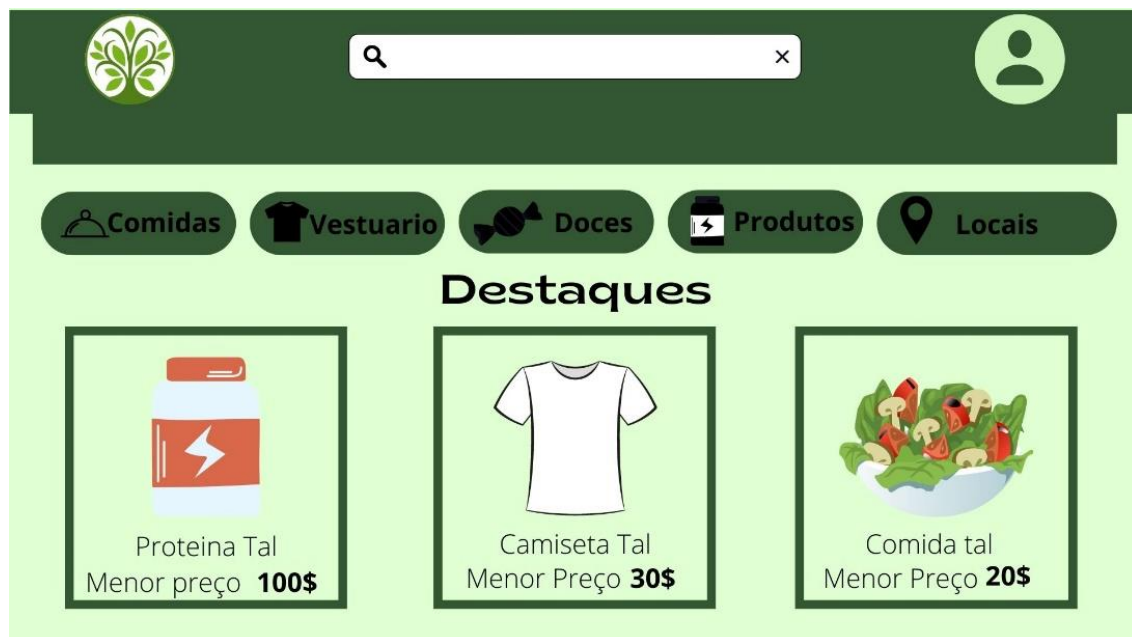 Comidas
Vestuario
Doces
Produtos
Locais
Destaques
Proteina Tal
Menor preço 100$
Camiseta Tal
Menor Preço 30$
Comida tal
Menor Preço 20$